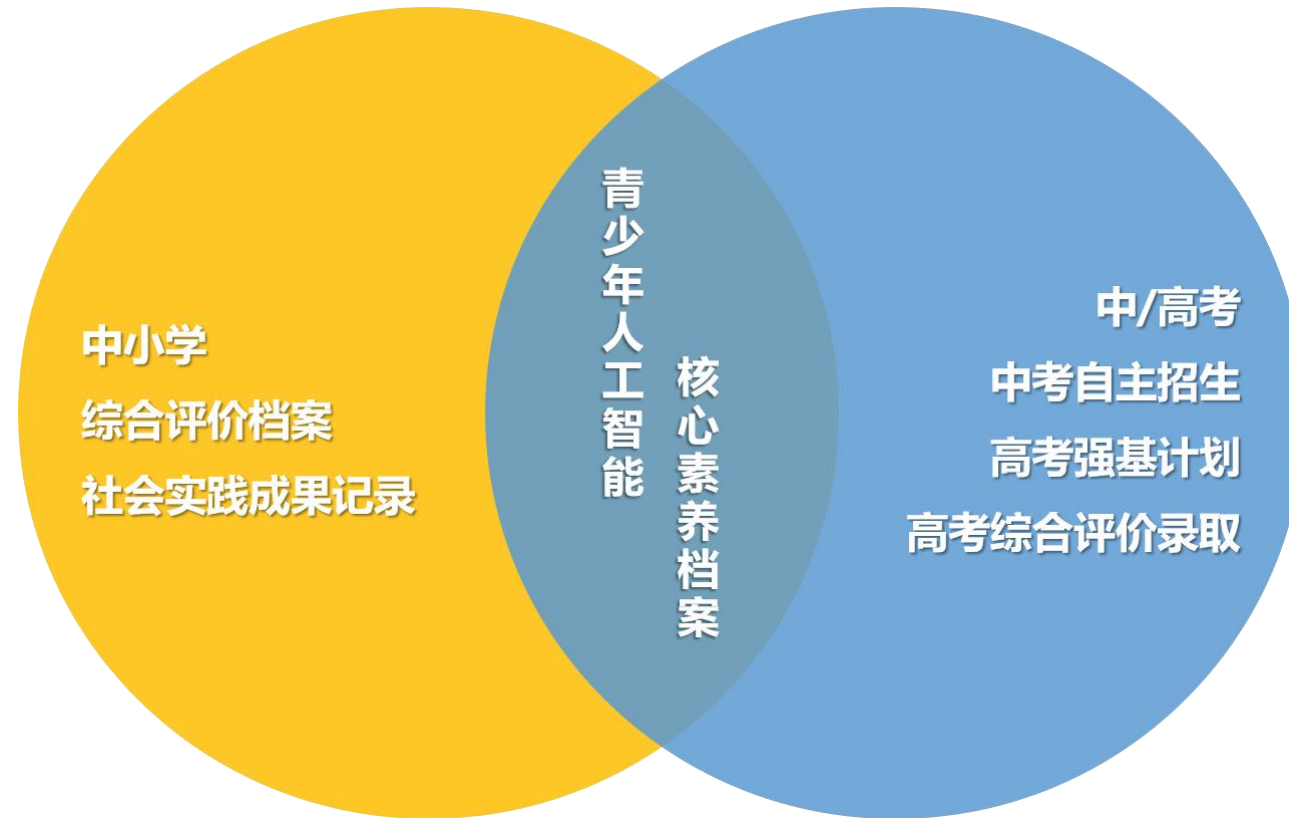 中小学
综合评价档案
社会实践成果记录
青少年人工智能
核心素养档案
中/高考
中考自主招生
高考强基计划
高考综合评价录取